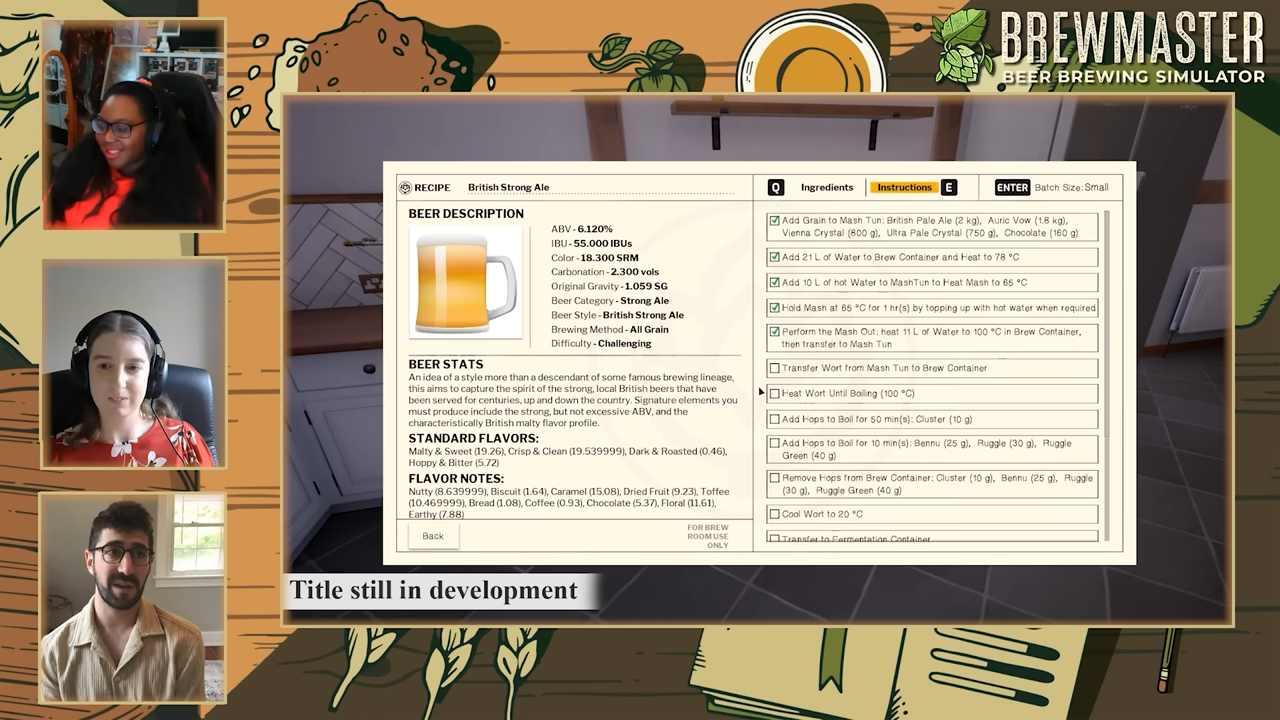 BREWMASTER
BEER BREWING SIMULATOR
RECIPE British Strong Ale
Q Ingredients Instructions E ENTER Batch Size: Small
BEER DESCRIPTION
ABV - 6.120%
IBU - 55.000 IBUs
Color - 18.300 SRM
Carbonation - 2.300 vols
Original Gravity - 1.059 SG
Beer Category - Strong Ale
Beer Style - British Strong Ale
Brewing Method - All Grain
Difficulty - Challenging
BEER STATS
An idea of a style more than a descendant of some famous brewing lineage,
this aims to capture the spirit of the strong, local British beers that have
been served for centuries, up and down the country. Signature elements you
must produce include the strong, but not excessive ABV, and the
characteristically British malty flavor profile.
STANDARD FLAVORS:
Malty & Sweet (19.26), Crisp & Clean (19.539999), Dark & Roasted (0.46),
Hoppy & Bitter (5.72)
FLAVOR NOTES:
Nutty (8.639999), Biscuit (1.64), Caramel (15.08), Dried Fruit (9.23), Toffee
(10.469999), Bread (1.08), Coffee (0.93), Chocolate (5.37), Floral (11.61),
Earthy (7.88)
Back
FOR BREW
ROOM USE
ONLY
Add Grain to Mash Tun: British Pale Ale (2 kg), Auric Vow (1.8 kg),
Vienna Crystal (800 g), Ultra Pale Crystal (750 g), Chocolate (160 g)
Add 21 L of Water to Brew Container and Heat to 78 °C
Add 10 L of hot Water to MashTun to Heat Mash to 65 °C
Hold Mash at 65 °C for 1 hr(s) by topping up with hot water when required
Perform the Mash Out: heat 11 L of Water to 100 °C in Brew Container,
then transfer to Mash Tun
Transfer Wort from Mash Tun to Brew Container
Heat Wort Until Boiling (100 °C)
Add Hops to Boil for 50 min(s): Cluster (10 g)
Add Hops to Boil for 10 min(s): Bennu (25 g), Ruggle (30 g), Ruggle
Green (40 g)
Remove Hops from Brew Container: Cluster (10 g), Bennu (25 g), Ruggle
(30 g), Ruggle Green (40 g)
Cool Wort to 20 °C
Transfer to Fermentation Container
Title still in development